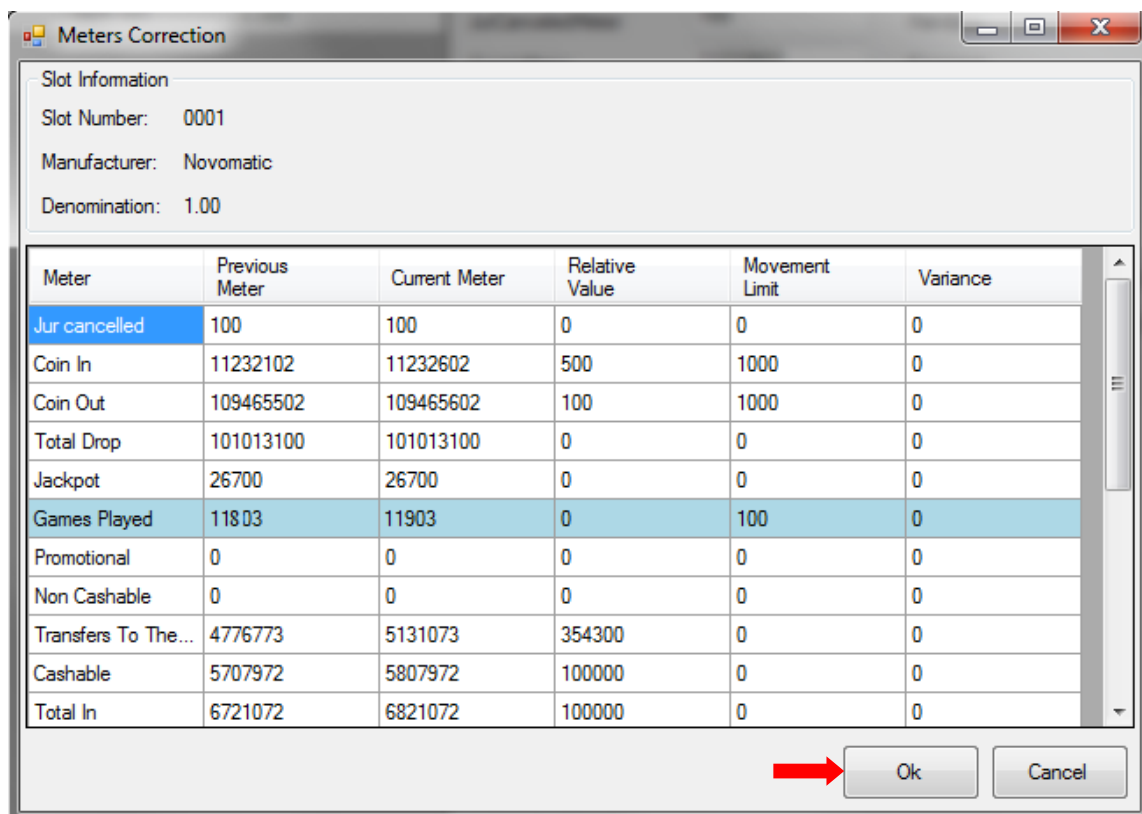 Meters Correction
Slot Information
Slot Number: 0001
Manufacturer: Novomatic
Denomination: 1.00
Meter Previous Meter Current Meter Relative Value Movement Limit Variance
Jur cancelled 100 100 0 0 0
Coin In 11232102 11232602 500 1000 0
Coin Out 109465502 109465602 100 1000 0
Total Drop 101013100 101013100 0 0 0
Jackpot 26700 26700 0 0 0
Games Played 11803 11903 0 100 0
Promotional 0 0 0 0 0
Non Cashable 0 0 0 0 0
Transfers To The... 4776773 5131073 354300 0 0
Cashable 5707972 5807972 100000 0 0
Total In 6721072 6821072 100000 0 0
Ok Cancel